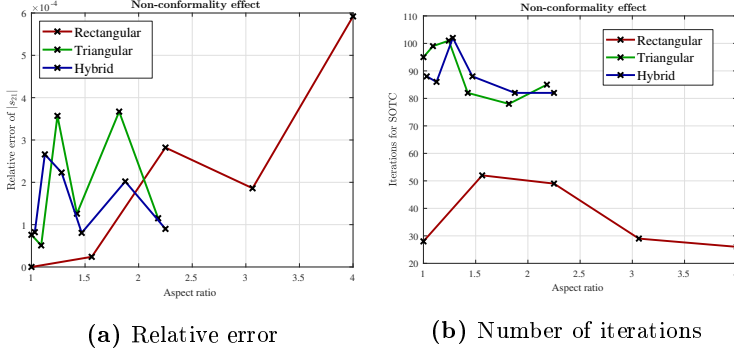 Non-conformality effect
×10⁻⁴
6
5
4
3
2
1
0
Relative error of |s₂₁|
Rectangular
Triangular
Hybrid
1 1.5 2 2.5 3 3.5 4
Aspect ratio
(a) Relative error
Non-conformality effect
110
100
90
80
70
60
50
40
30
20
Iterations for SOTC
Rectangular
Triangular
Hybrid
1 1.5 2 2.5 3 3.5 4
Aspect ratio
(b) Number of iterations